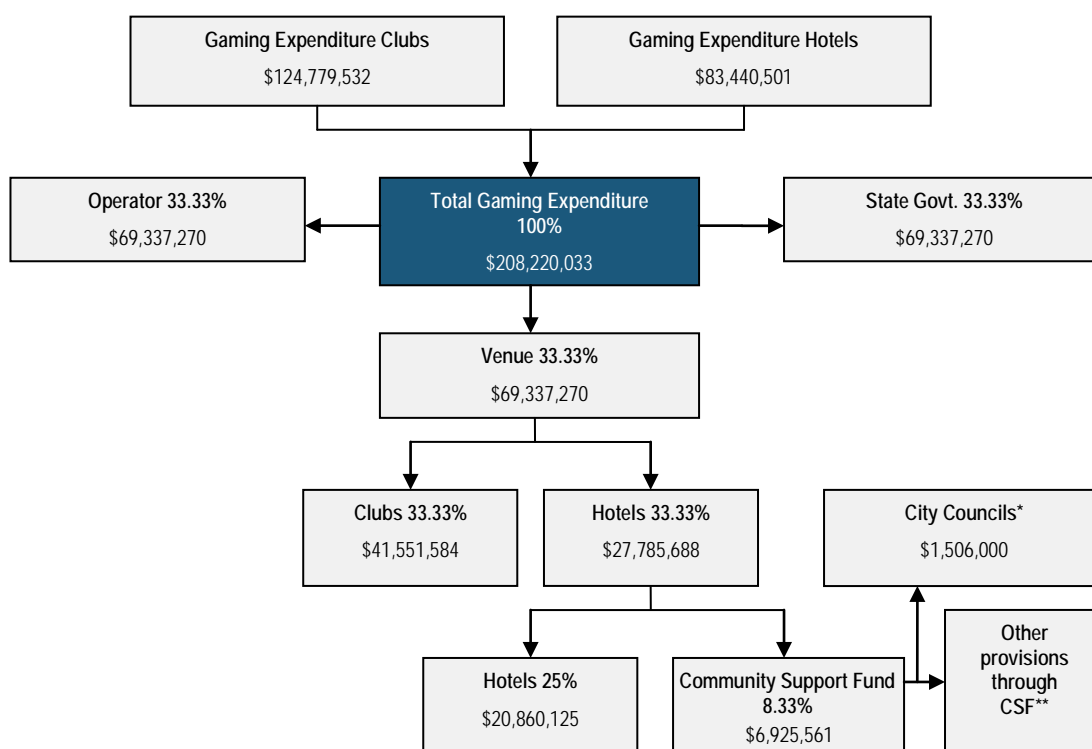 Gaming Expenditure Clubs
$124,779,532
Gaming Expenditure Hotels
$83,440,501
Operator 33.33%
$69,337,270
Total Gaming Expenditure
100%
$208,220,033
State Govt. 33.33%
$69,337,270
Venue 33.33%
$69,337,270
Clubs 33.33%
$41,551,584
Hotels 33.33%
$27,785,688
City Councils*
$1,506,000
Hotels 25%
$20,860,125
Community Support Fund
8.33%
$6,925,561
Other
provisions
through
CSF**